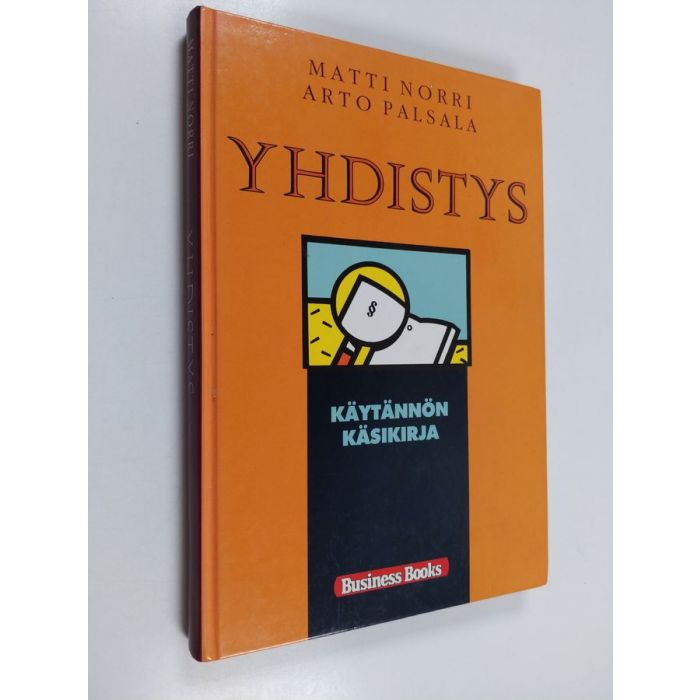 MATTI NORRI
ARTO PALSALA
YHDISTYS
§
KÄYTÄNNÖN
KÄSIKIRJA
Business Books
MATTI NORRI
YHDISTYS